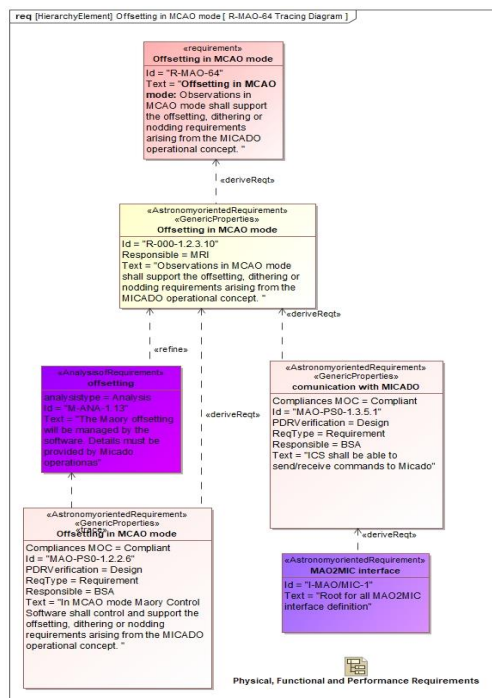 req [HierarchyElement] Offsetting in MCAO mode [ R-MAO-64 Tracing Diagram ]
«requirement»
Offsetting in MCAO mode
Id = "R-MAO-64"
Text = "Offsetting in MCAO
mode: Observations in
MCAO mode shall support
the offsetting, dithering or
nodding requirements
arising from the MICADO
operational concept. "
«deriveReqt»
«AstronomyorientedRequirement»
«GenericProperties»
Offsetting in MCAO mode
Id = "R-000-1.2.3.10"
Responsible = MRI
Text = "Observations in MCAO mode
shall support the offsetting, dithering or
nodding requirements arising from the
MICADO operational concept. "
«deriveReqt»
«refine»
«AnalysisofRequirement»
offsetting
analysistype = Analysis
Id = "M-ANA-1.13"
Text = "The Maory offsetting
will be managed by the
software. Details must be
provided by Micado
operationas"
«deriveReqt»
«AstronomyorientedRequirement»
«GenericProperties»
comunication with MICADO
Compliances MOC = Compliant
Id = "MAO-PS0-1.3.5.1"
PDRVerification = Design
ReqType = Requirement
Responsible = BSA
Text = "ICS shall be able to
send/receive commands to Micado"
«AstronomyorientedRequirement»
«GenericProperties»
«trace»
Offsetting in MCAO mode
Compliances MOC = Compliant
Id = "MAO-PS0-1.2.2.6"
PDRVerification = Design
ReqType = Requirement
Responsible = BSA
Text = "In MCAO mode Maory Control
Software shall control and support the
offsetting, dithering or nodding
requirements arising from the MICADO
operational concept. "
«deriveReqt»
«AstronomyorientedRequirement»
MAO2MIC interface
Id = "I-MAO/MIC-1"
Text = "Root for all MAO2MIC
interface definition"
Physical, Functional and Performance Requirements